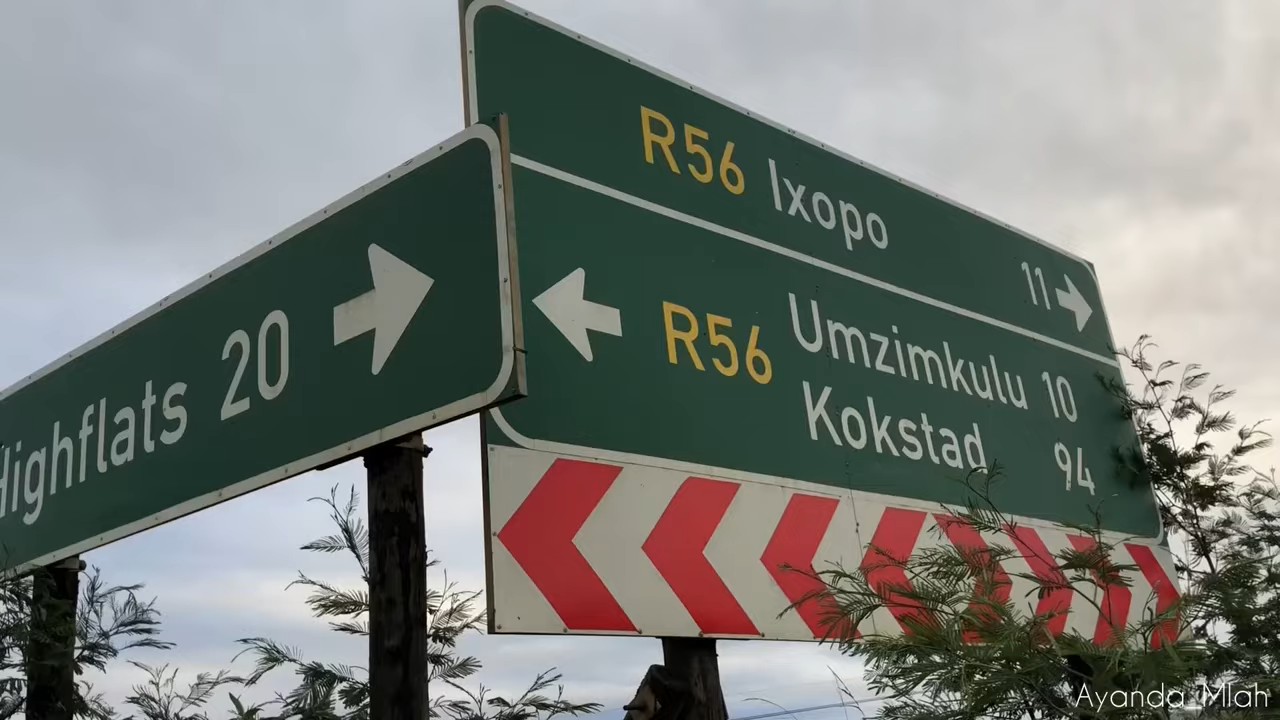 Highflats 20
R56 Ixopo 11
R56 Umzimkulu 10
Kokstad 94
Ayanda_Mlah